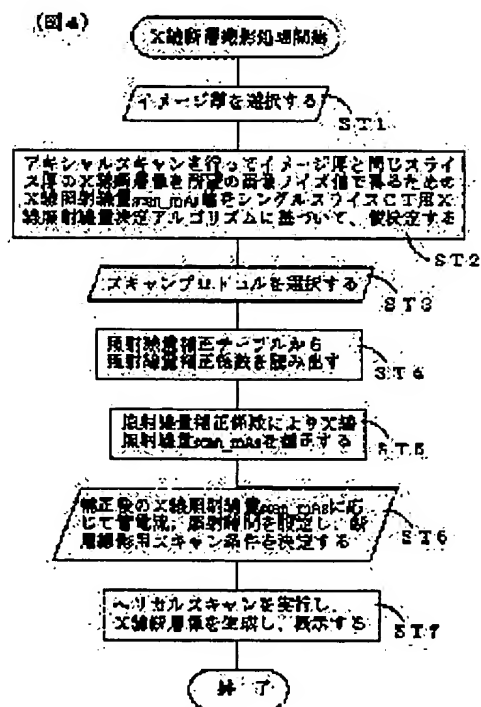 (図4)
X線断層撮影処理開始
イメージ厚を選択する
ST1
アキシャルスキャンを行ってイメージ厚と同じスライ
ス厚のX線断層像を所望の画像ノイズ値で得るための
X線照射線量scan_mAs値をシングルスライスCT用X
線照射線量決定アルゴリズムに基づいて、仮決定する
ST2
スキャンプロトコルを選択する
ST3
照射線量補正テーブルから
照射線量補正係数を読み出す
ST4
照射線量補正係数によりX線
照射線量scan_mAsを補正する
ST5
補正後のX線照射線量scan_mAsに応
じて管電流,照射時間を設定し、断
層撮影用スキャン条件を決定する
ST6
ヘリカルスキャンを実行し、
X線断層像を生成し、表示する
ST7
終了